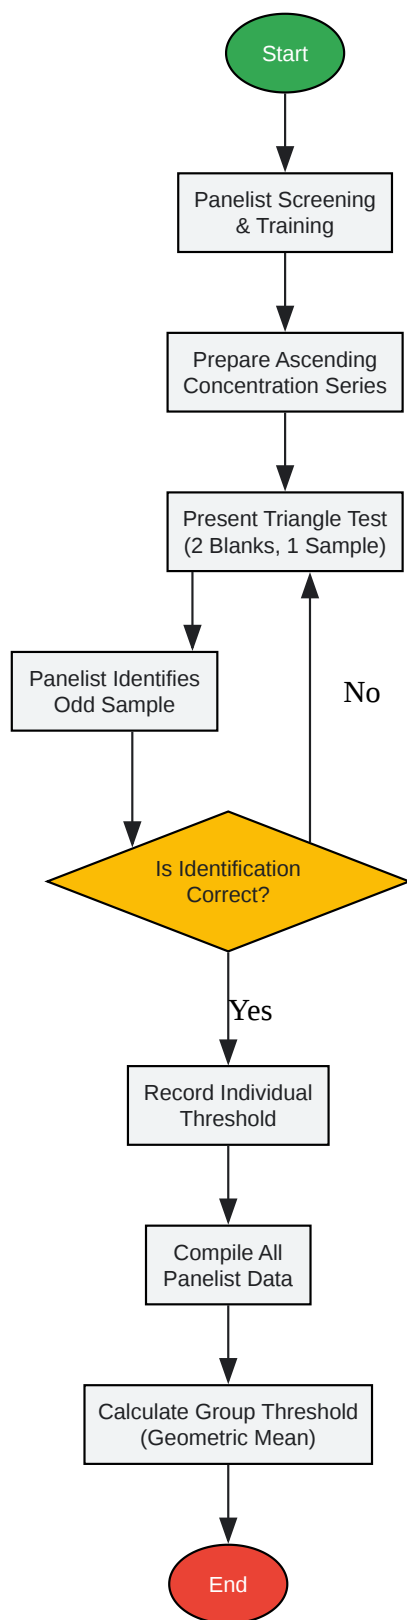 Start
Panelist Screening
& Training
Prepare Ascending
Concentration Series
Present Triangle Test
(2 Blanks, 1 Sample)
Panelist Identifies
Odd Sample
No
Is Identification
Correct?
Yes
Record Individual
Threshold
Compile All
Panelist Data
Calculate Group Threshold
(Geometric Mean)
End